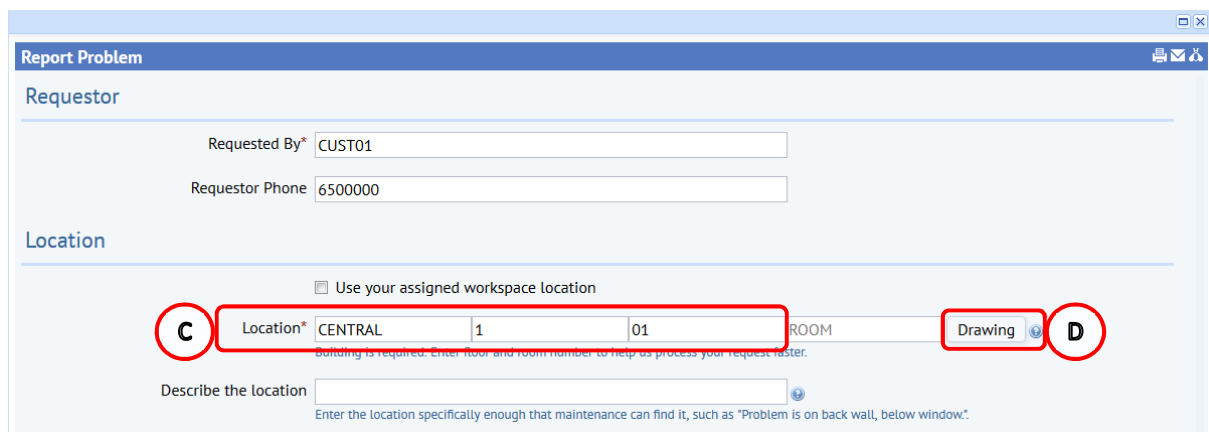 Report Problem
Requestor
Requested By* CUST01
Requestor Phone 6500000
Location
Use your assigned workspace location
C Location* CENTRAL 1 01 ROOM Drawing D
Building is required. Enter floor and room number to help us process your request faster.
Describe the location
Enter the location specifically enough that maintenance can find it, such as "Problem is on back wall, below window.".